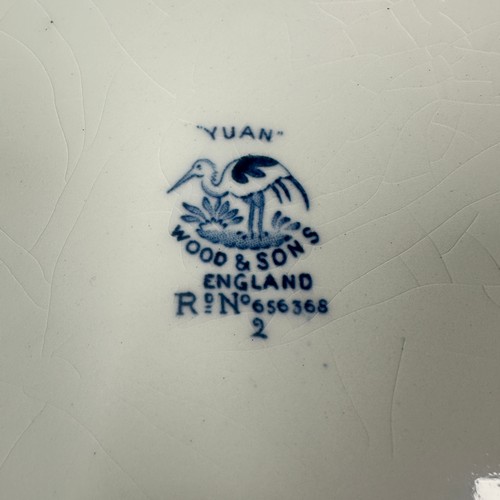 "YUAN"
WOOD & SONS
ENGLAND
Rᴰ Nº 656368
2